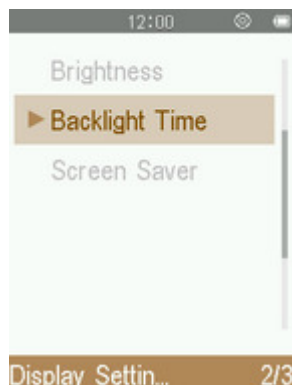 12:00
Brightness
Backlight Time
Screen Saver
Display Settin... 2/3